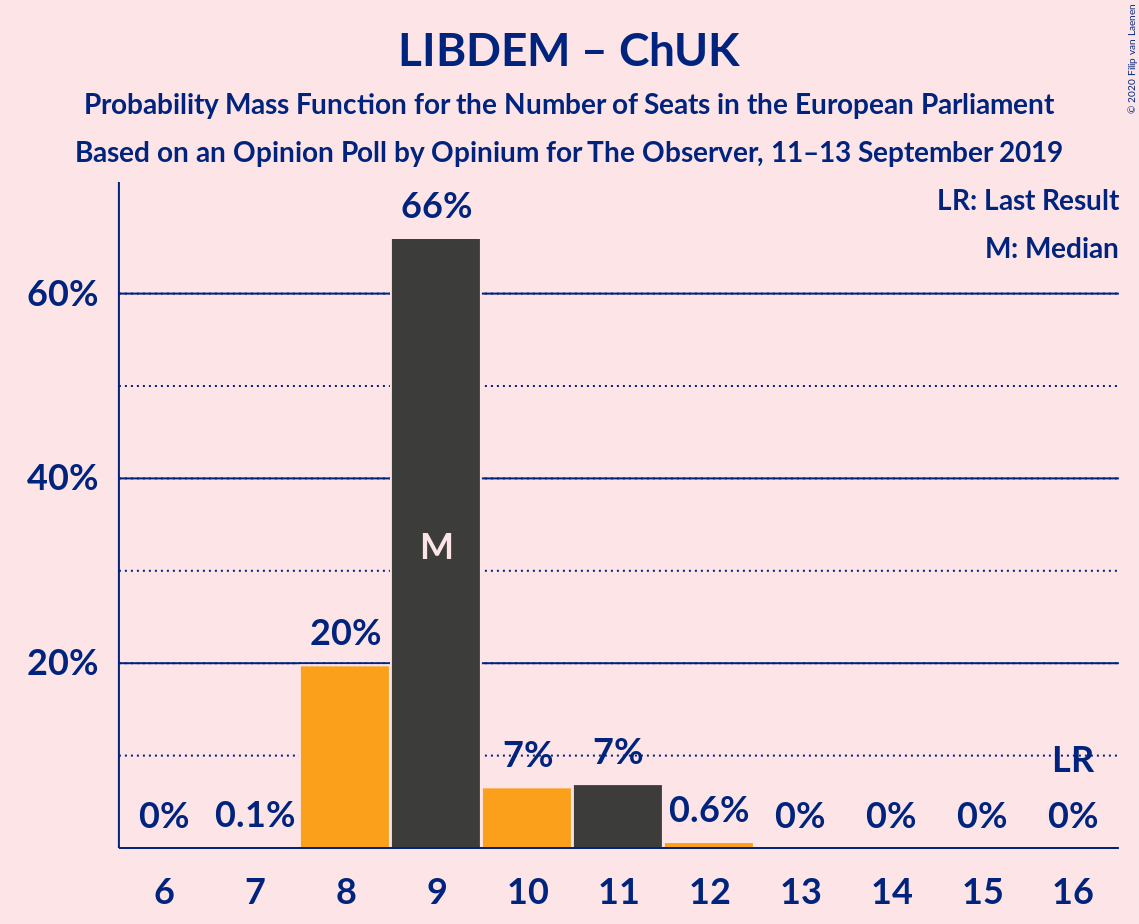 LIBDEM – ChUK
Probability Mass Function for the Number of Seats in the European Parliament
Based on an Opinion Poll by Opinium for The Observer, 11–13 September 2019
© 2020 Filip van Laenen
LR: Last Result
M: Median
66%
60%
40%
M
20%
20%
7%
7%
LR
0%
0.1%
0.6%
0%
0%
0%
0%
6 7 8 9 10 11 12 13 14 15 16